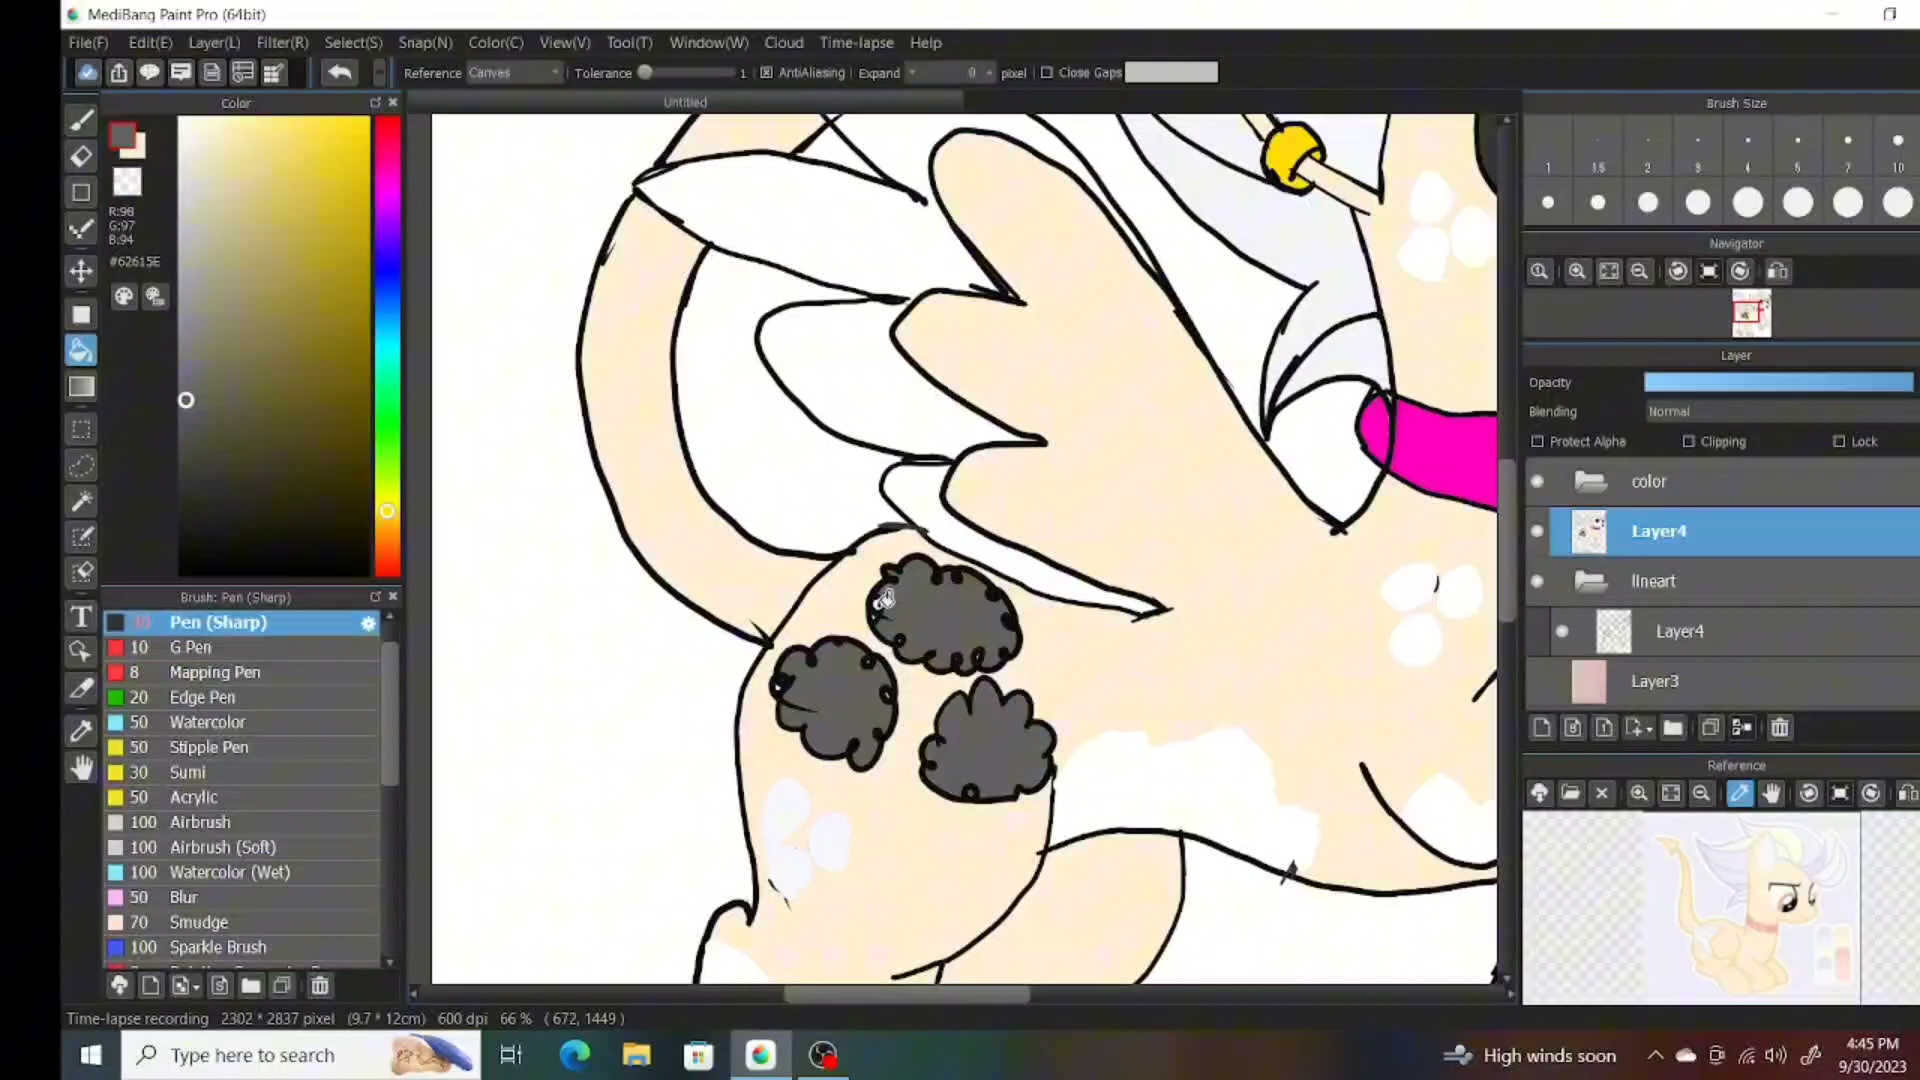 MediBang Paint Pro (64bit)
File(F) Edit(E) Layer(L) Filter(R) Select(S) Snap(N) Color(C) View(V) Tool(T) Window(W) Cloud Time-lapse Help
Reference Canvas Tolerance 1 AntiAliasing Expand 0 pixel Close Gaps
Color
Untitled
Brush Size
1 1.5 2 3 4 5 7 10
R:98
G:97
B:94
#62615E
Navigator
Layer
Opacity
Blending Normal
Protect Alpha Clipping Lock
color
Layer4
lineart
Layer4
Layer3
Brush: Pen (Sharp)
Pen (Sharp)
10 G Pen
8 Mapping Pen
20 Edge Pen
50 Watercolor
50 Stipple Pen
30 Sumi
50 Acrylic
100 Airbrush
100 Airbrush (Soft)
100 Watercolor (Wet)
50 Blur
70 Smudge
100 Sparkle Brush
Reference
Time-lapse recording 2302 * 2837 pixel (9.7 * 12cm) 600 dpi 66 % ( 672, 1449 )
Type here to search
High winds soon
4:45 PM
9/30/2023